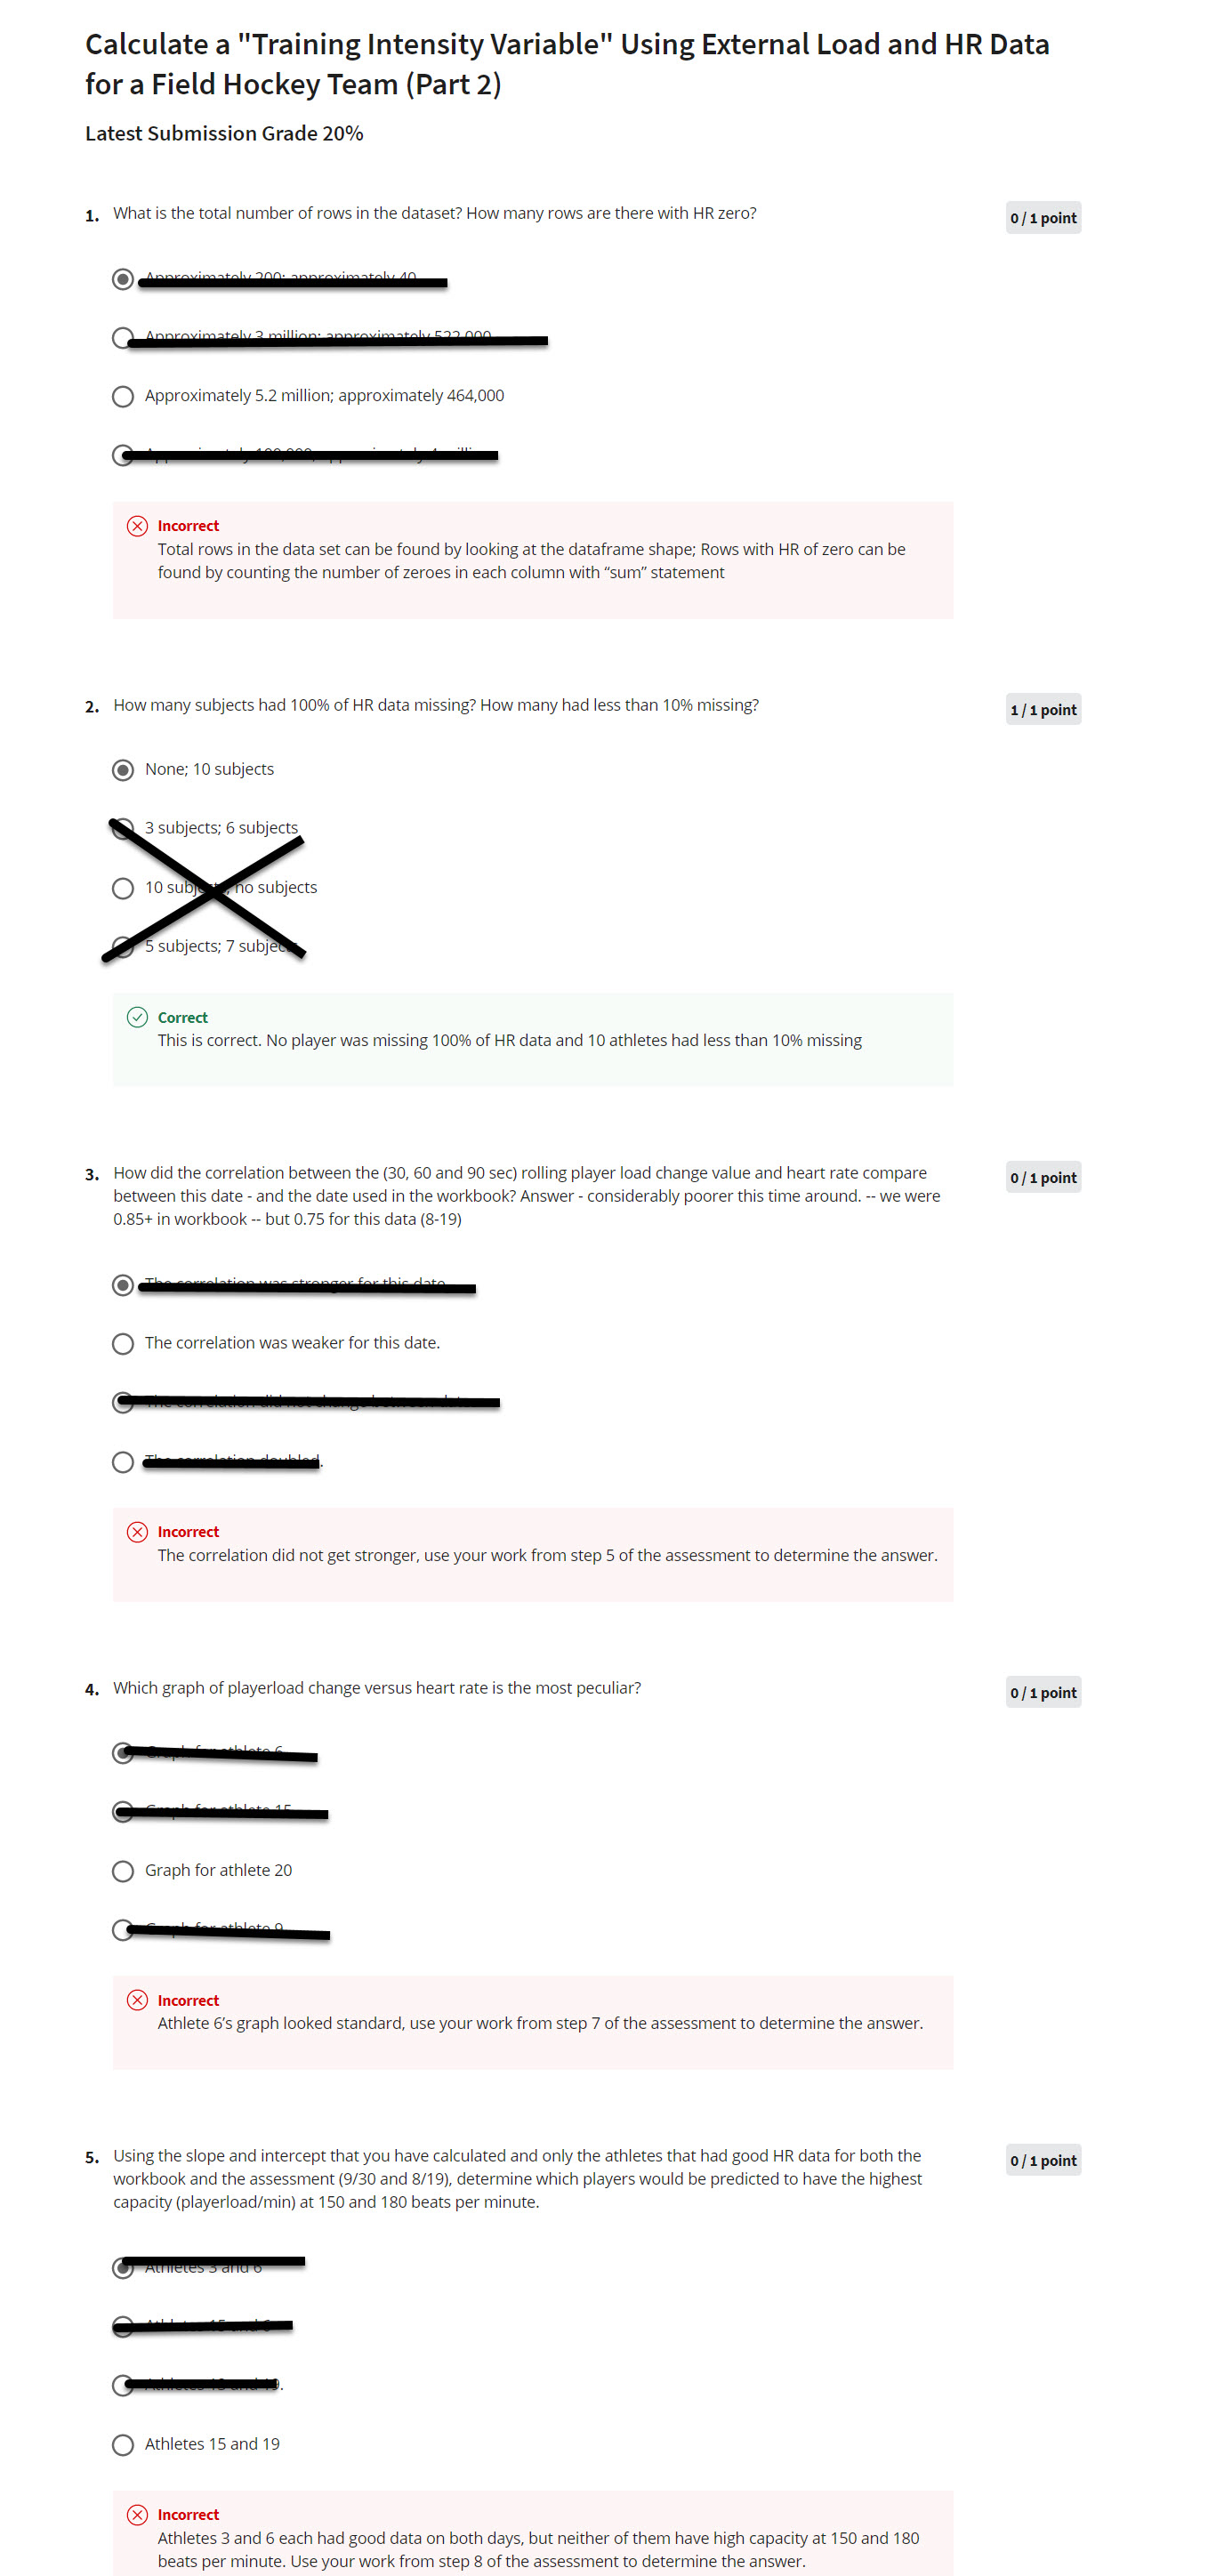 Calculate a "Training Intensity Variable" Using External Load and HR Data
for a Field Hockey Team (Part 2)
Latest Submission Grade 20%
1. What is the total number of rows in the dataset? How many rows are there with HR zero?
0 / 1 point
Approximately 200; approximately 40
Approximately 3 million; approximately 522,000
Approximately 5.2 million; approximately 464,000
Incorrect
Total rows in the data set can be found by looking at the dataframe shape; Rows with HR of zero can be
found by counting the number of zeroes in each column with “sum” statement
2. How many subjects had 100% of HR data missing? How many had less than 10% missing?
1 / 1 point
None; 10 subjects
3 subjects; 6 subjects
10 subjects; no subjects
5 subjects; 7 subjects
Correct
This is correct. No player was missing 100% of HR data and 10 athletes had less than 10% missing
3. How did the correlation between the (30, 60 and 90 sec) rolling player load change value and heart rate compare
0 / 1 point
between this date - and the date used in the workbook? Answer - considerably poorer this time around. -- we were
0.85+ in workbook -- but 0.75 for this data (8-19)
The correlation was stronger for this date
The correlation was weaker for this date.
The correlation did not change between
The correlation doubled.
Incorrect
The correlation did not get stronger, use your work from step 5 of the assessment to determine the answer.
4. Which graph of playerload change versus heart rate is the most peculiar?
0 / 1 point
Graph for athlete 6
Graph for athlete 15
Graph for athlete 20
Graph for athlete 9
Incorrect
Athlete 6’s graph looked standard, use your work from step 7 of the assessment to determine the answer.
5. Using the slope and intercept that you have calculated and only the athletes that had good HR data for both the
0 / 1 point
workbook and the assessment (9/30 and 8/19), determine which players would be predicted to have the highest
capacity (playerload/min) at 150 and 180 beats per minute.
Athletes 3 and 6
Athletes 15 and 19
Incorrect
Athletes 3 and 6 each had good data on both days, but neither of them have high capacity at 150 and 180
beats per minute. Use your work from step 8 of the assessment to determine the answer.